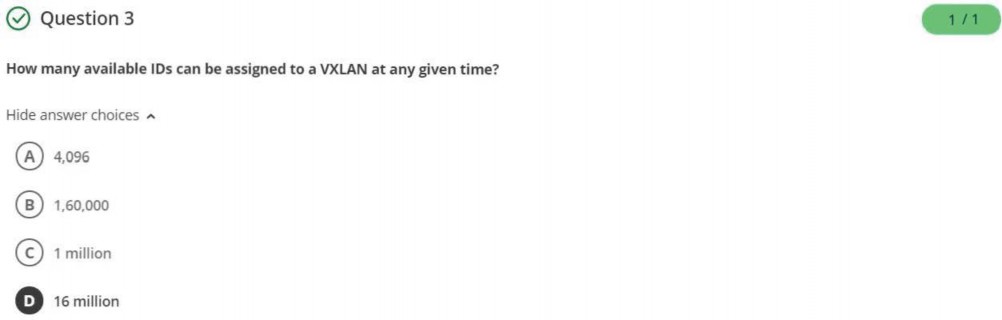 Question 3
1 / 1
How many available IDs can be assigned to a VXLAN at any given time?
Hide answer choices
A 4,096
B 1,60,000
C 1 million
D 16 million